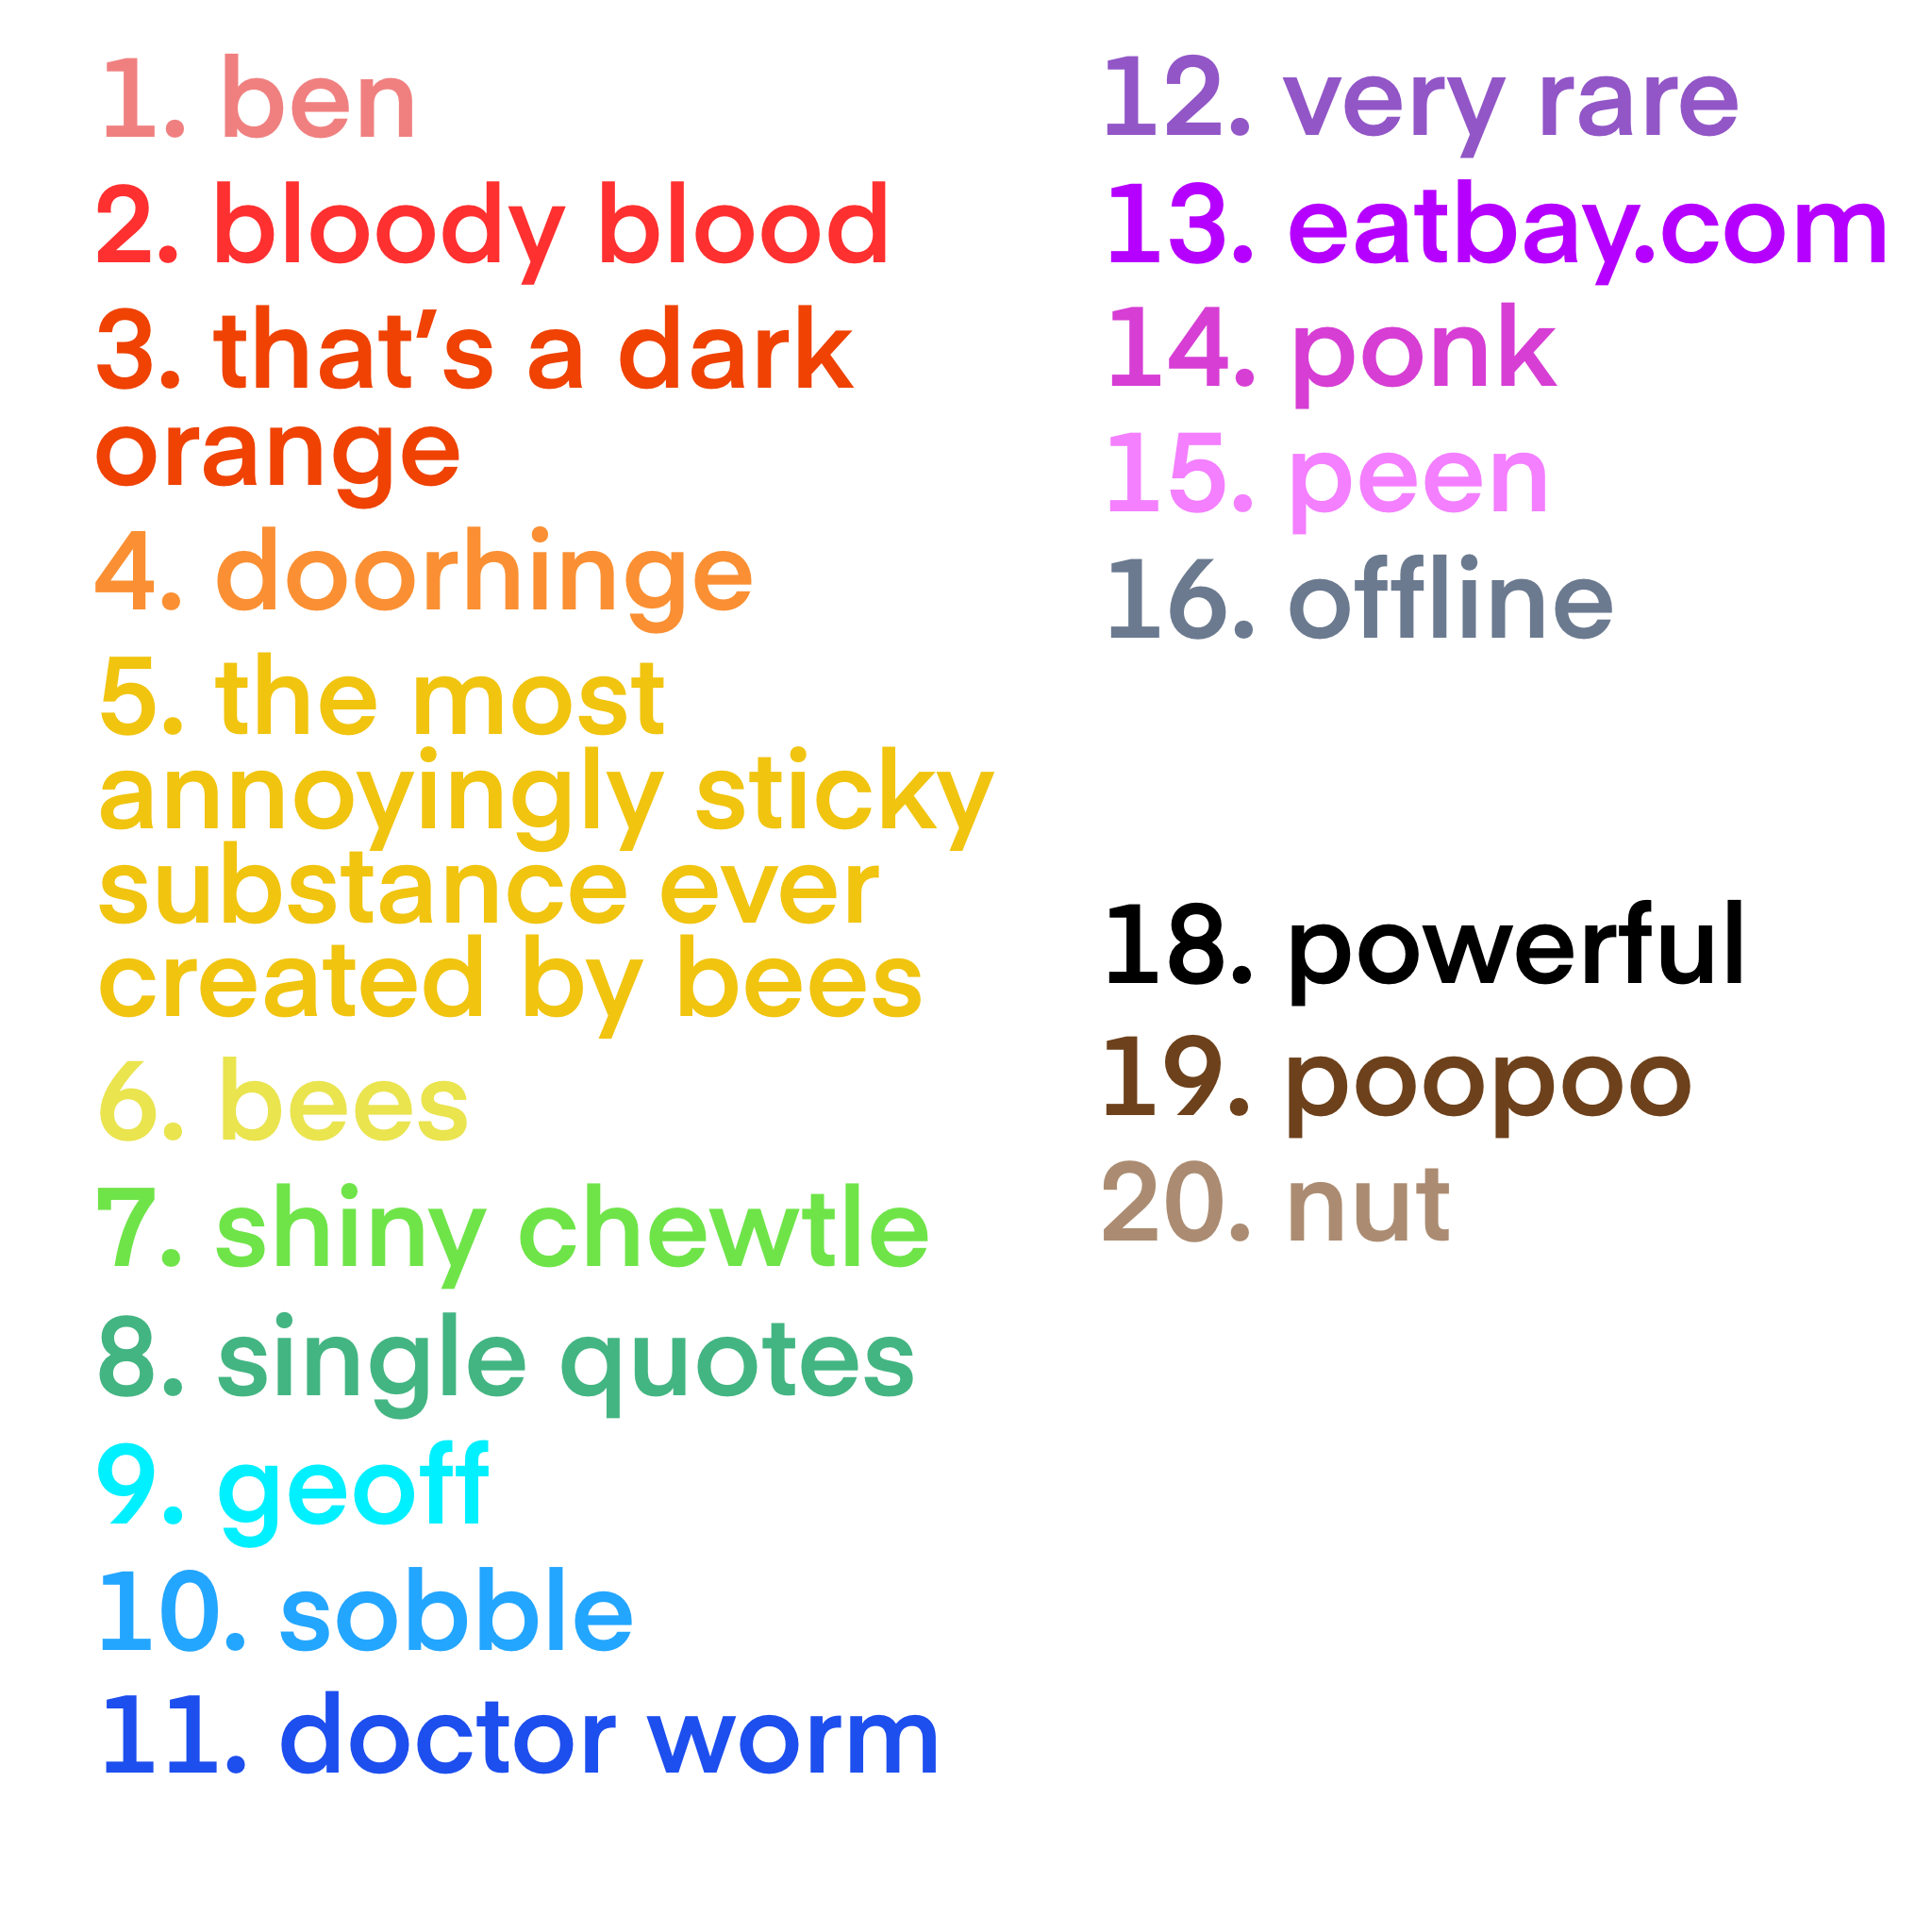 1. ben
2. bloody blood
3. that's a dark
orange
4. doorhinge
5. the most
annoyingly sticky
substance ever
created by bees
6. bees
7. shiny chewtle
8. single quotes
9. geoff
10. sobble
11. doctor worm
12. very rare
13. eatbay.com
14. ponk
15. peen
16. offline
18. powerful
19. poopoo
20. nut